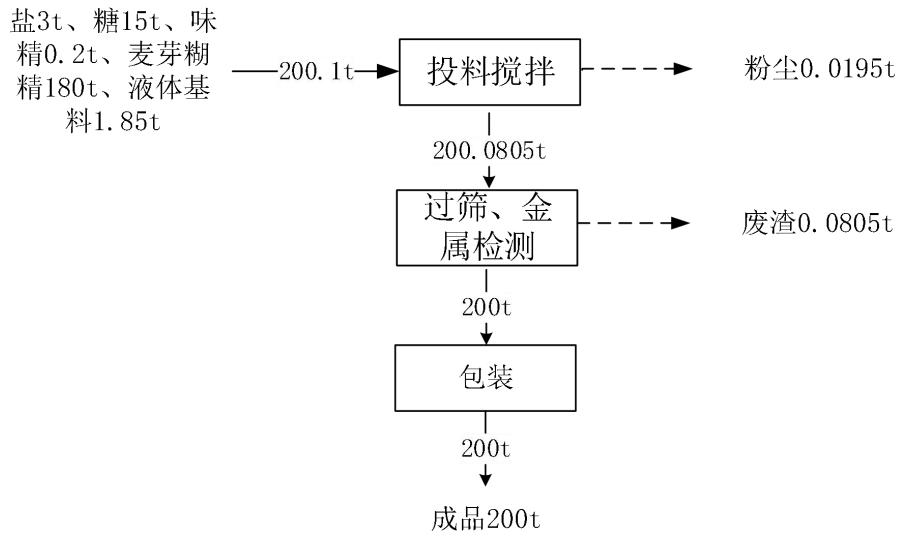 盐3t、糖15t、味
精0.2t、麦芽糊
精180t、液体基
料1.85t
200.1t
投料搅拌
粉尘0.0195t
200.0805t
过筛、金
属检测
废渣0.0805t
200t
包装
200t
成品200t